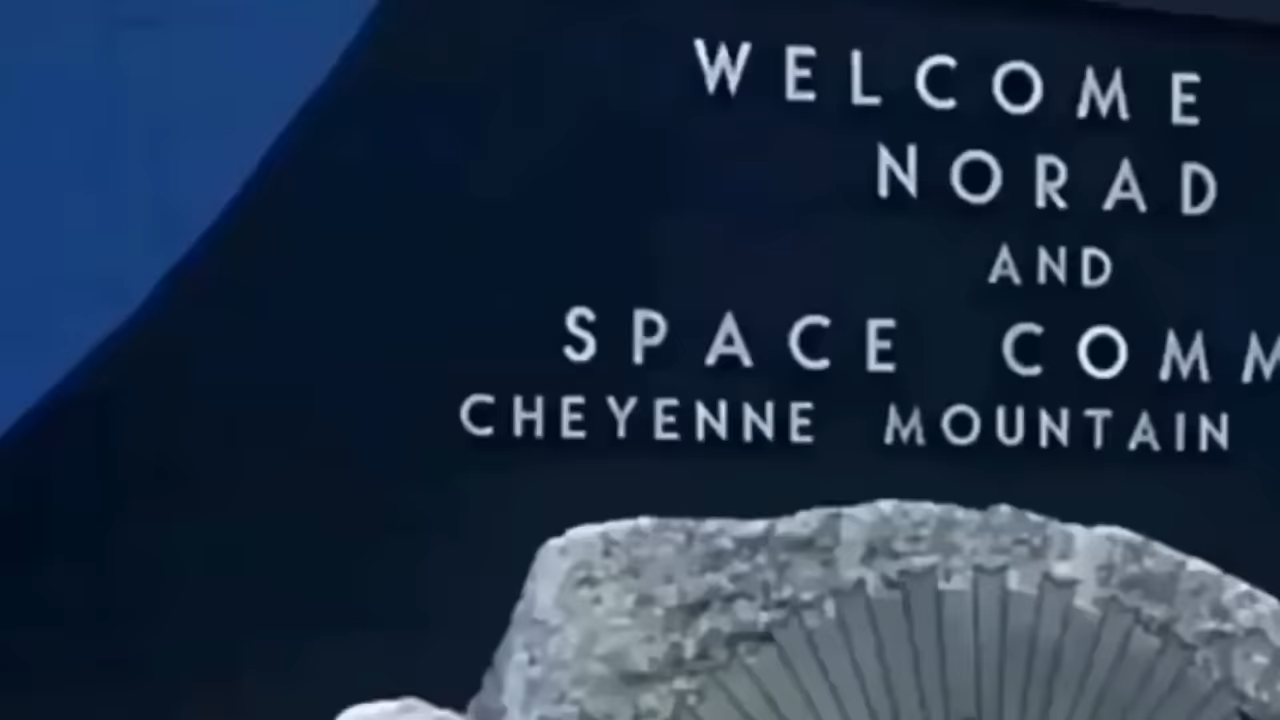 WELCOME
NORAD
AND
SPACE COMM
CHEYENNE MOUNTAIN